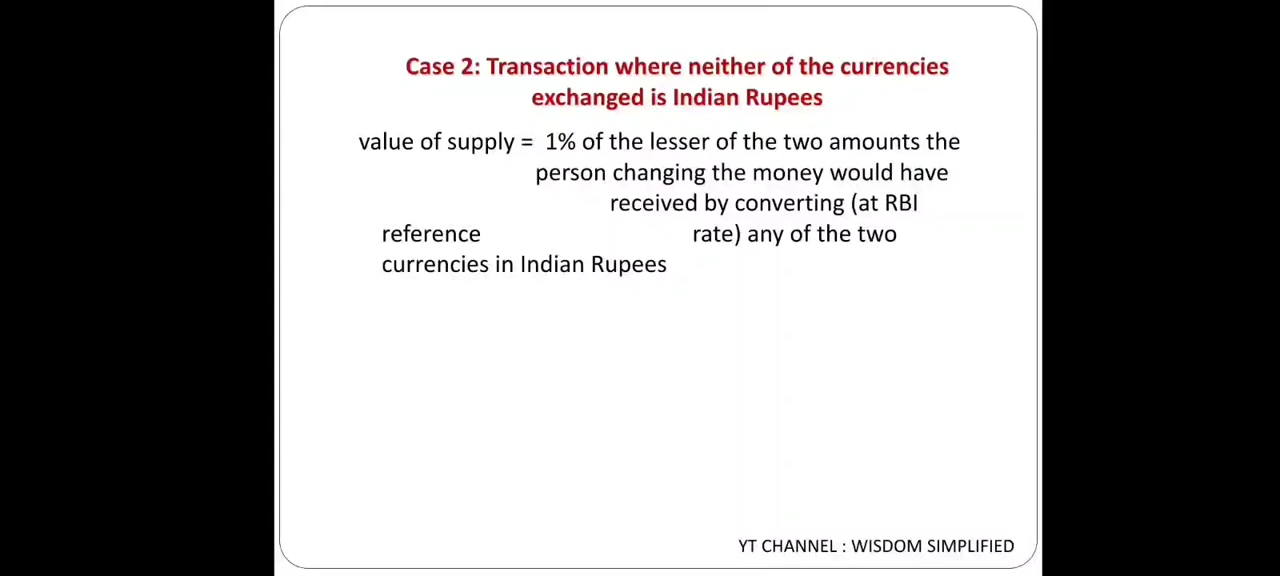 Case 2: Transaction where neither of the currencies
exchanged is Indian Rupees
value of supply = 1% of the lesser of the two amounts the
person changing the money would have
received by converting (at RBI
reference rate) any of the two
currencies in Indian Rupees
YT CHANNEL : WISDOM SIMPLIFIED